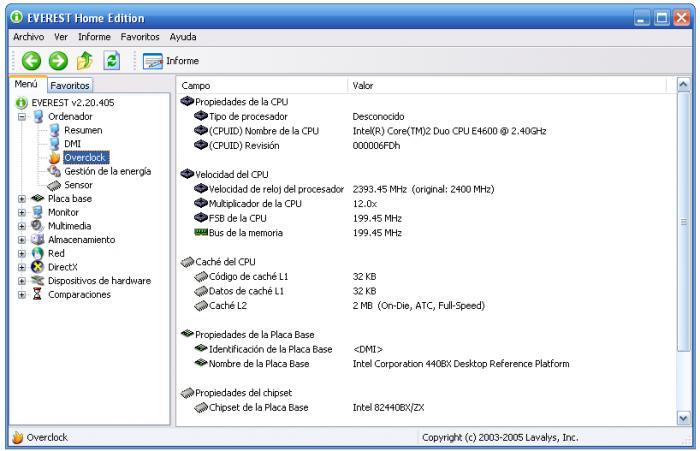 EVEREST Home Edition
Archivo Ver Informe Favoritos Ayuda
Informe
Menú Favoritos
EVEREST v2.20.405
Ordenador
Resumen
DMI
Overclock
Gestión de la energía
Sensor
Placa base
Monitor
Multimedia
Almacenamiento
Red
DirectX
Dispositivos de hardware
Comparaciones
Campo Valor
Propiedades de la CPU
Tipo de procesador Desconocido
(CPUID) Nombre de la CPU Intel(R) Core(TM)2 Duo CPU E4600 @ 2.40GHz
(CPUID) Revisión 000006FDh
Velocidad del CPU
Velocidad de reloj del procesador 2393.45 MHz (original: 2400 MHz)
Multiplicador de la CPU 12.0x
FSB de la CPU 199.45 MHz
Bus de la memoria 199.45 MHz
Caché del CPU
Código de caché L1 32 KB
Datos de caché L1 32 KB
Caché L2 2 MB (On-Die, ATC, Full-Speed)
Propiedades de la Placa Base
Identificación de la Placa Base <DMI>
Nombre de la Placa Base Intel Corporation 440BX Desktop Reference Platform
Propiedades del chipset
Chipset de la Placa Base Intel 82440BX/ZX
Overclock Copyright (c) 2003-2005 Lavalys, Inc.